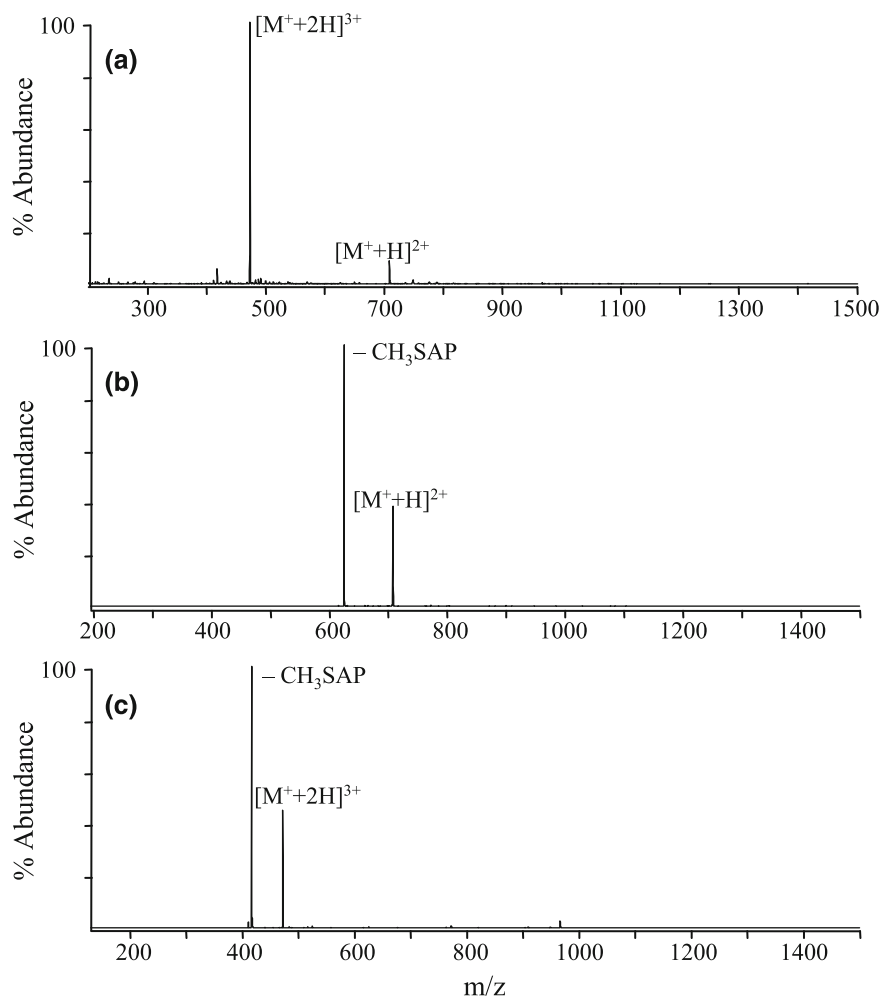 100
[M⁺+2H]³⁺
(a)
% Abundance
[M⁺+H]²⁺
300 500 700 900 1100 1300 1500
100
– CH₃SAP
(b)
% Abundance
[M⁺+H]²⁺
200 400 600 800 1000 1200 1400
100
– CH₃SAP
(c)
% Abundance
[M⁺+2H]³⁺
200 400 600 800 1000 1200 1400
m/z